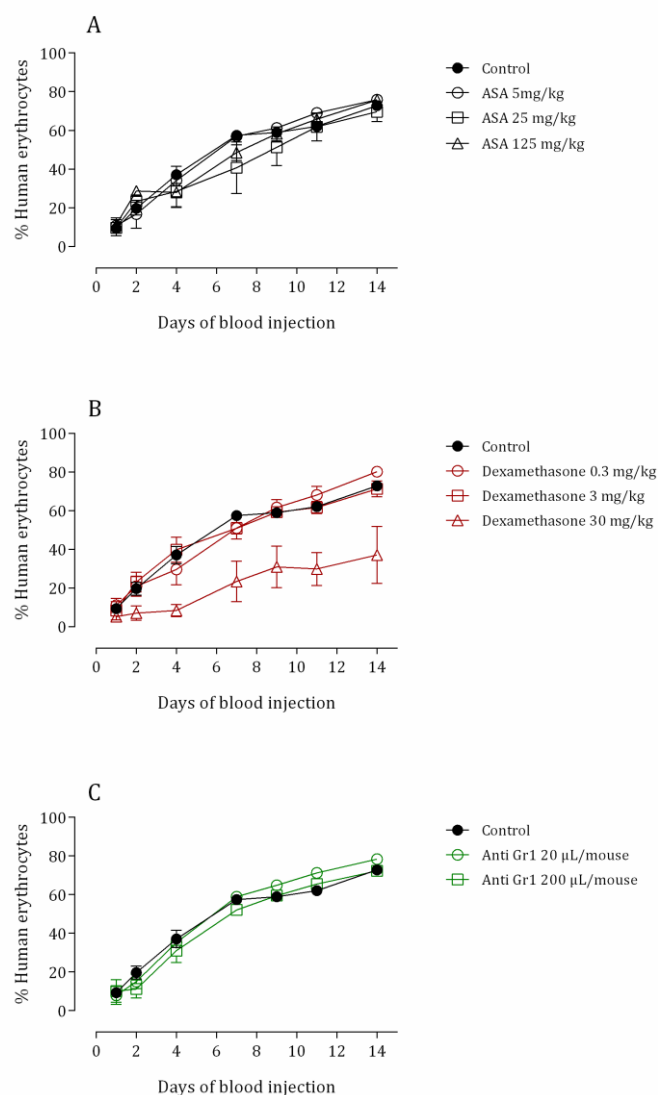 A
100
80
60
40
20
0
% Human erythrocytes
0 2 4 6 8 10 12 14
Days of blood injection
Control
ASA 5mg/kg
ASA 25 mg/kg
ASA 125 mg/kg
B
100
80
60
40
20
0
% Human erythrocytes
0 2 4 6 8 10 12 14
Days of blood injection
Control
Dexamethasone 0.3 mg/kg
Dexamethasone 3 mg/kg
Dexamethasone 30 mg/kg
C
100
80
60
40
20
0
% Human erythrocytes
0 2 4 6 8 10 12 14
Days of blood injection
Control
Anti Gr1 20 µL/mouse
Anti Gr1 200 µL/mouse